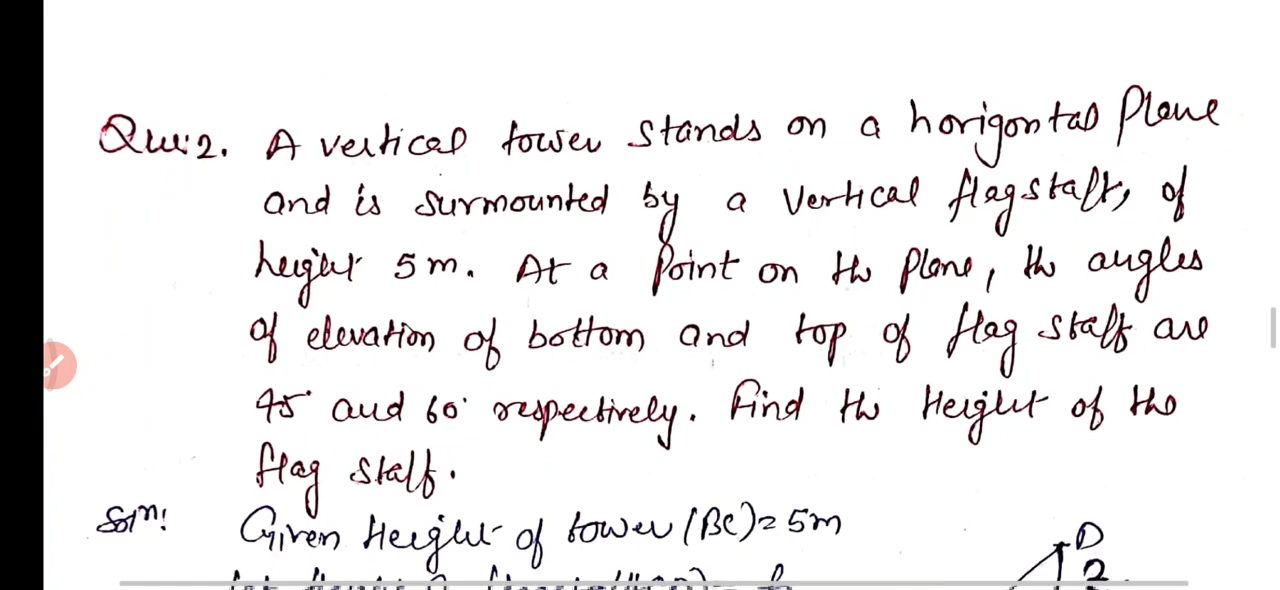 Que:2. A vertical tower stands on a horizontal Plane
and is surmounted by a vertical flagstaff, of
height 5m. At a Point on the plane, the angles
of elevation of bottom and top of flag staff are
45° and 60° respectively. Find the Height of the
flag staff.
Soln: Given Height of tower (BC) = 5m
D
?